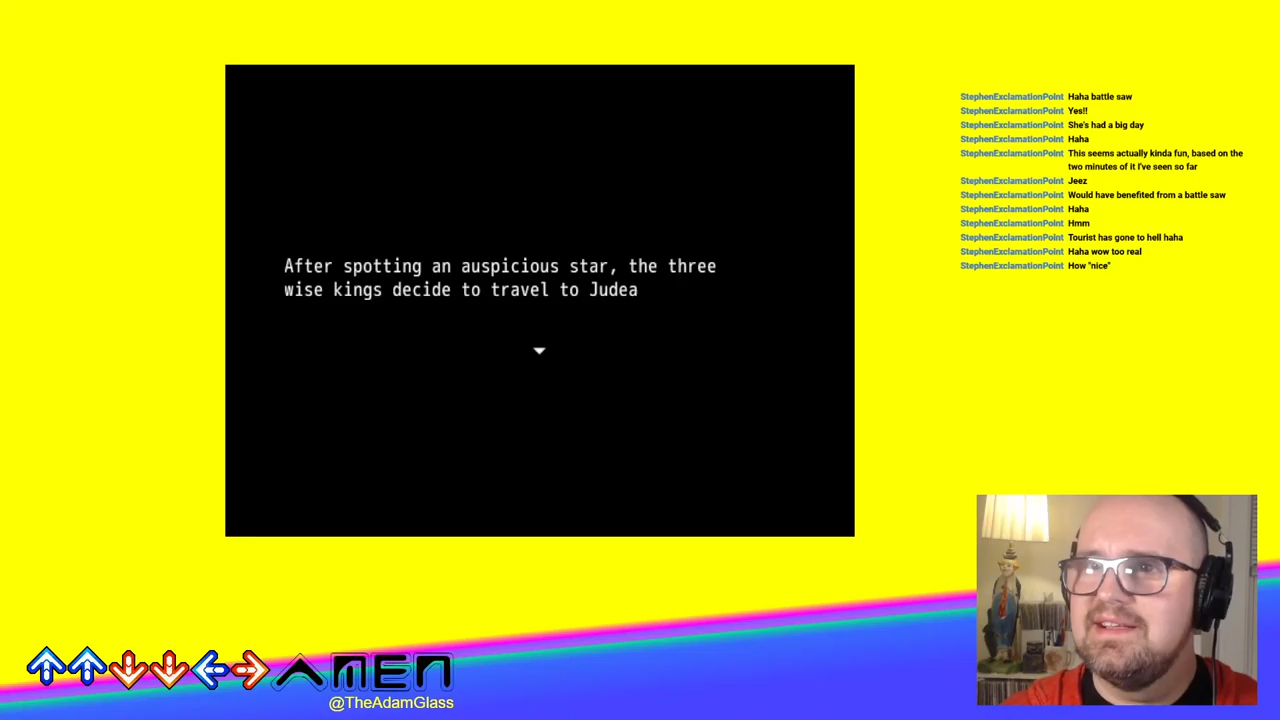 After spotting an auspicious star, the three
wise kings decide to travel to Judea
StephenExclamationPoint Haha battle saw
StephenExclamationPoint Yes!!
StephenExclamationPoint She's had a big day
StephenExclamationPoint Haha
StephenExclamationPoint This seems actually kinda fun, based on the
two minutes of it I've seen so far
StephenExclamationPoint Jeez
StephenExclamationPoint Would have benefited from a battle saw
StephenExclamationPoint Haha
StephenExclamationPoint Hmm
StephenExclamationPoint Tourist has gone to hell haha
StephenExclamationPoint Haha wow too real
StephenExclamationPoint How "nice"
AMEN
@TheAdamGlass